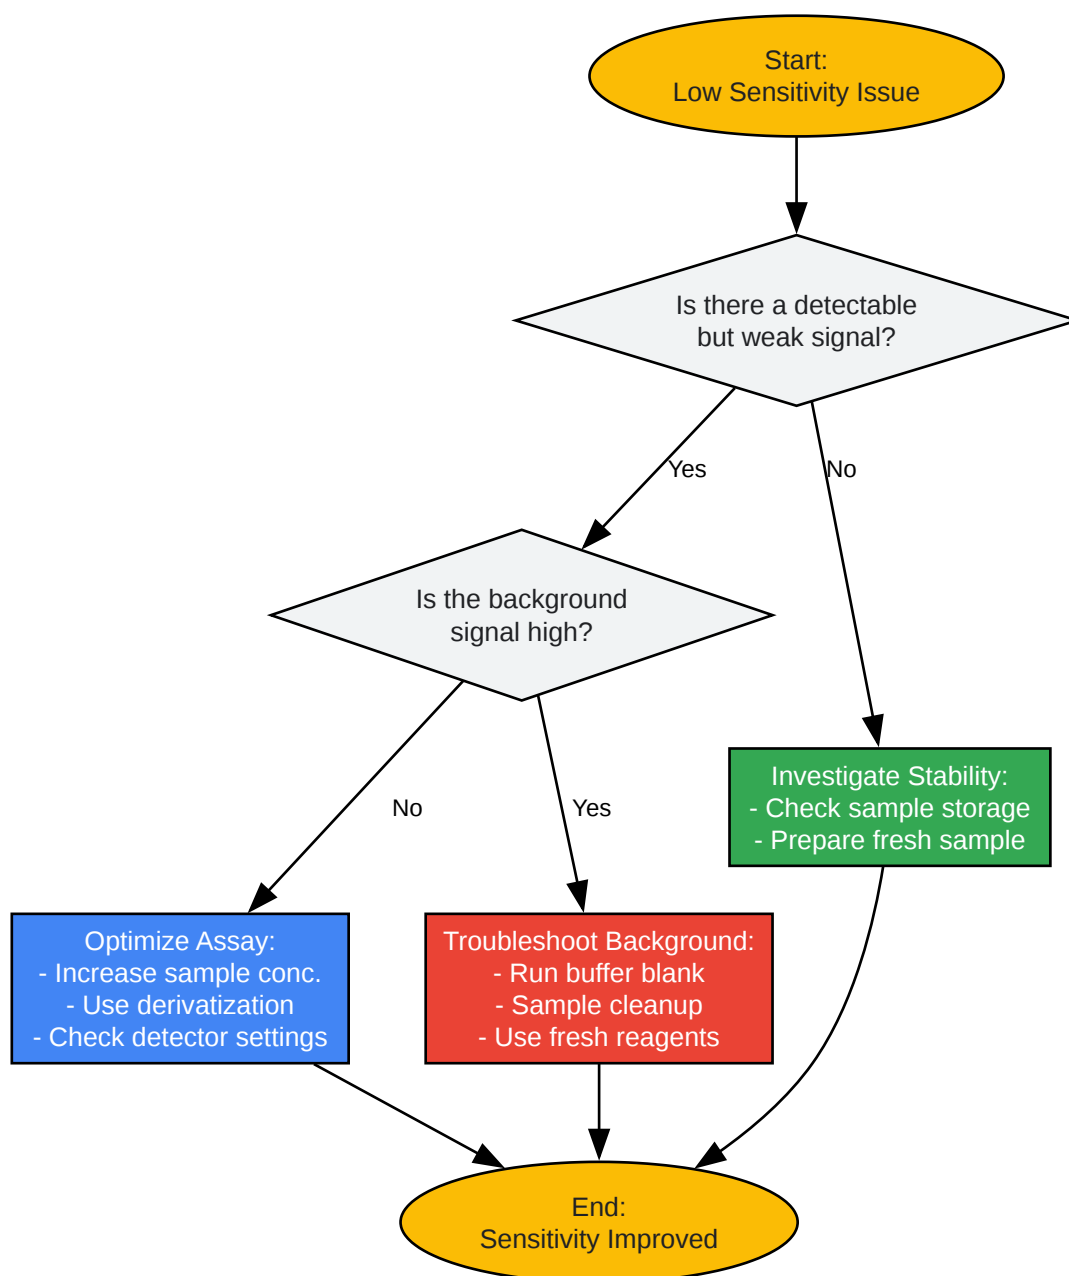 Start:
Low Sensitivity Issue
Is there a detectable
but weak signal?
Yes
No
Is the background
signal high?
No
Yes
Investigate Stability:
- Check sample storage
- Prepare fresh sample
Optimize Assay:
- Increase sample conc.
- Use derivatization
- Check detector settings
Troubleshoot Background:
- Run buffer blank
- Sample cleanup
- Use fresh reagents
End:
Sensitivity Improved